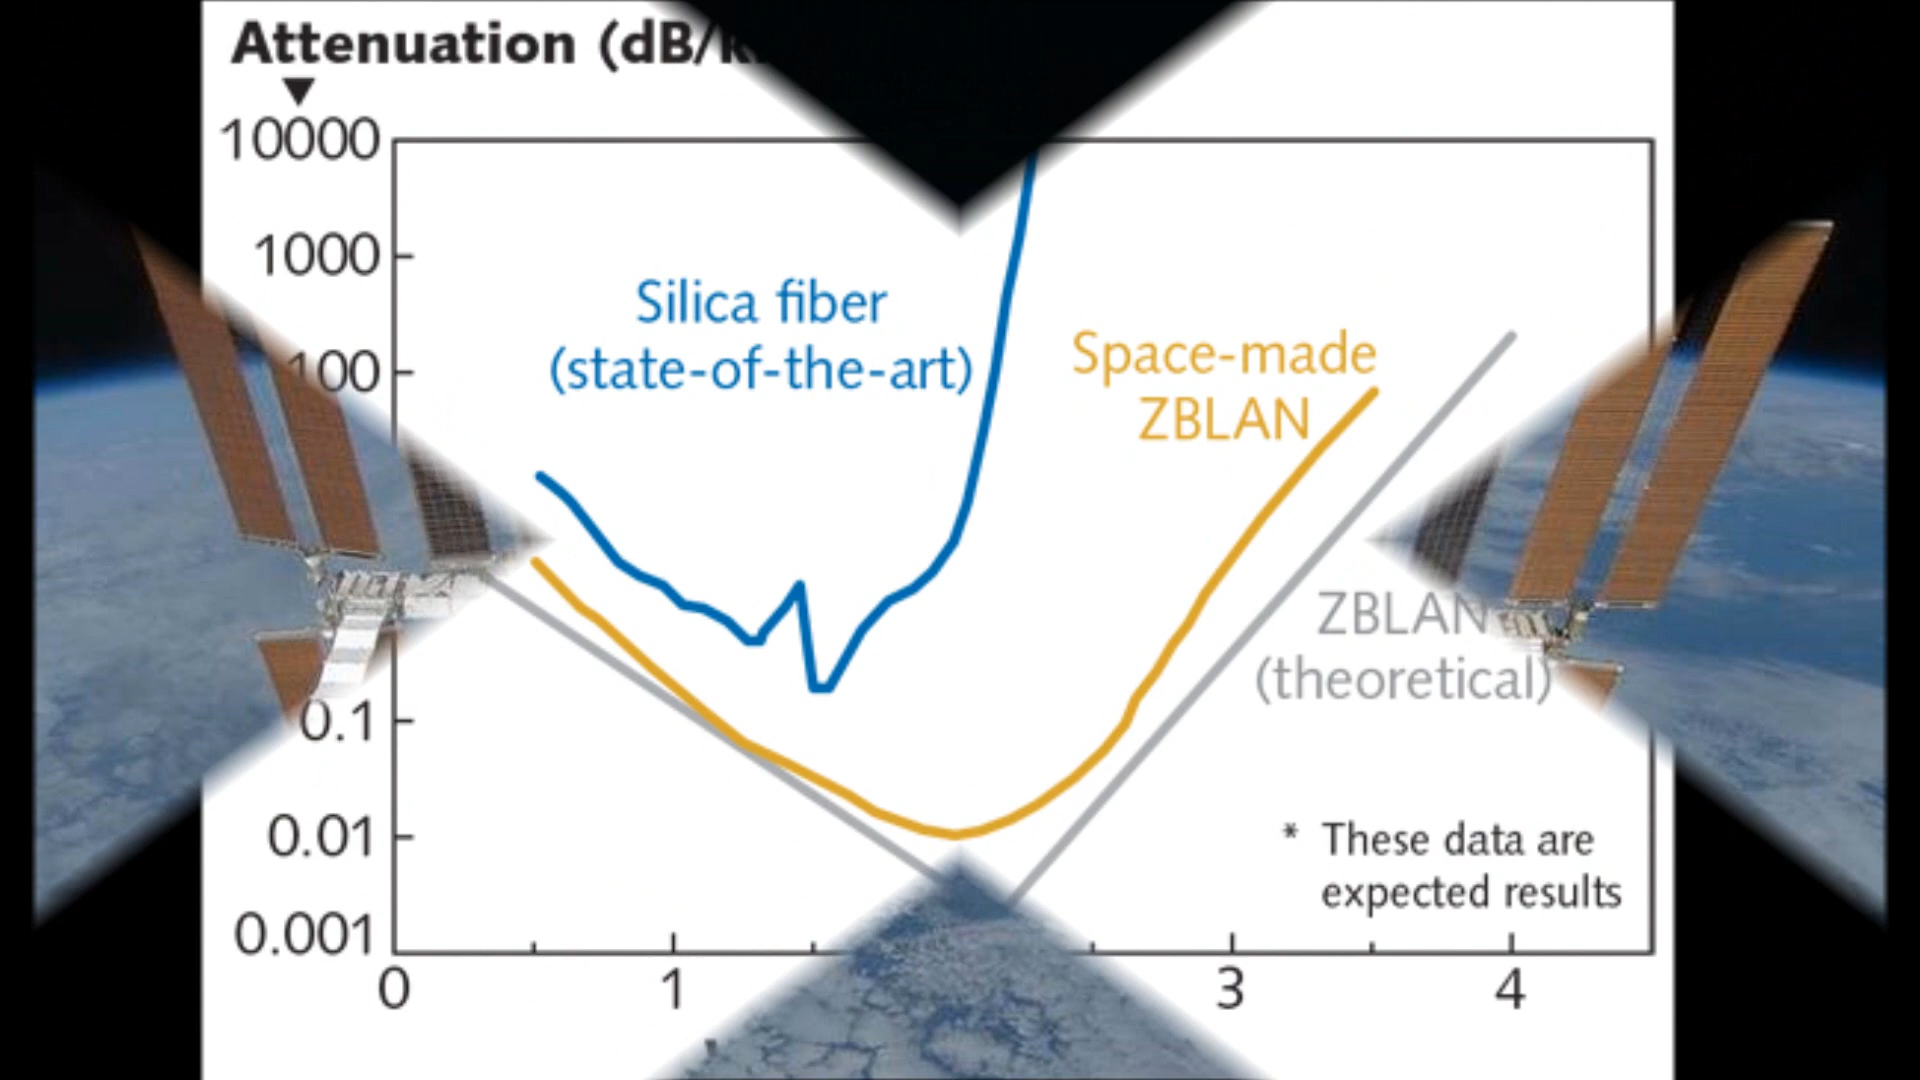 Attenuation (dB/k
10000
1000
Silica fiber
(state-of-the-art)
Space-made
ZBLAN
100
ZBLAN
(theoretical)
0.1
0.01
* These data are
expected results
0.001
0 1 3 4